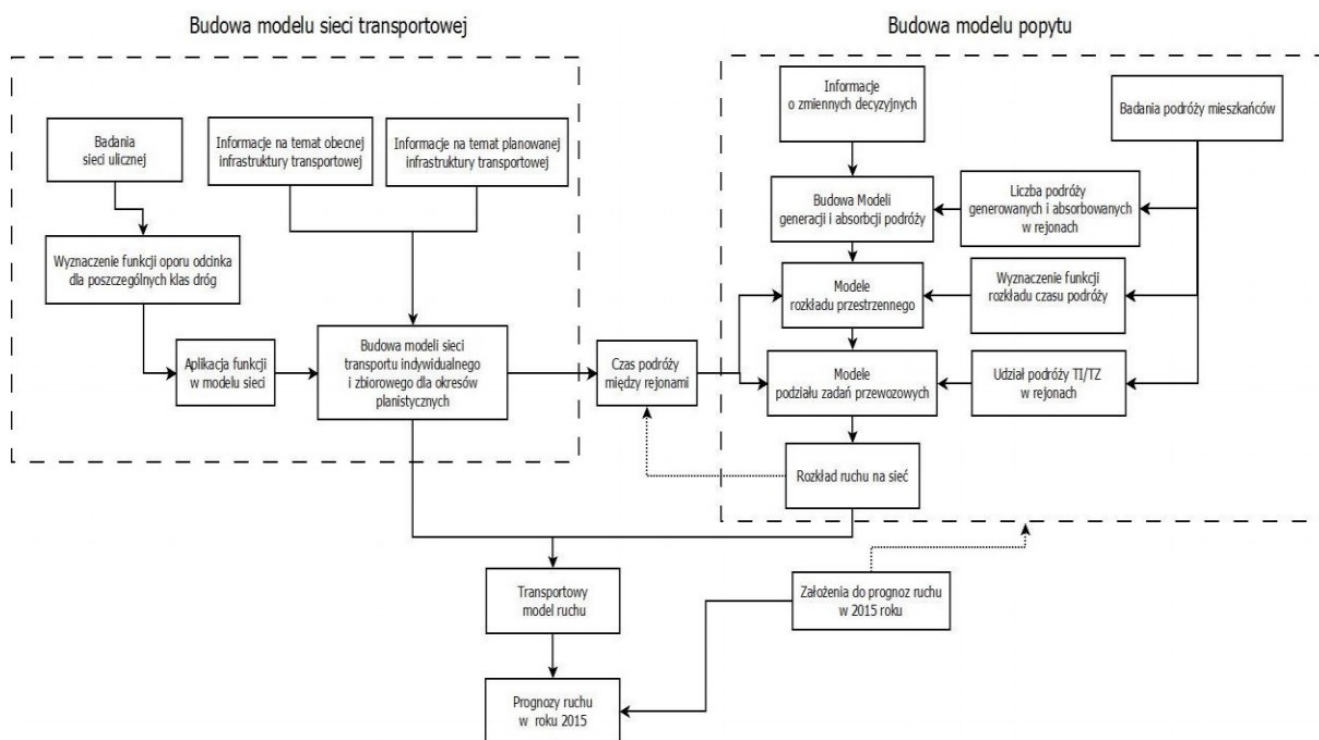 Budowa modelu sieci transportowej
Budowa modelu popytu
Badania
sieci ulicznej
Informacje na temat obecnej
infrastruktury transportowej
Informacje na temat planowanej
infrastruktury transportowej
Wyznaczenie funkcji oporu odcinka
dla poszczególnych klas dróg
Aplikacja funkcji
w modelu sieci
Budowa modeli sieci
transportu indywidualnego
i zbiorowego dla okresów
planistycznych
Czas podróży
między rejonami
Informacje
o zmiennych decyzyjnych
Badania podróży mieszkańców
Budowa Modeli
generacji i absorbcji podróży
Liczba podróży
generowanych i absorbowanych
w rejonach
Modele
rozkładu przestrzennego
Wyznaczenie funkcji
rozkładu czasu podróży
Modele
podziału zadań przewozowych
Udział podróży TI/TZ
w rejonach
Rozkład ruchu na sieć
Transportowy
model ruchu
Założenia do prognoz ruchu
w 2015 roku
Prognozy ruchu
w roku 2015